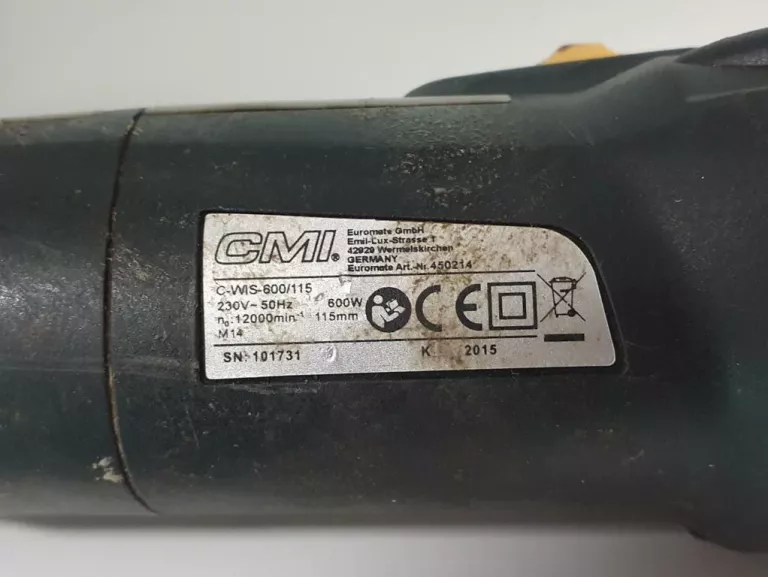 CMI®
Euromate GmbH
Emil-Lux-Strasse 1
42929 Wermelskirchen
GERMANY
Euromate Art.-Nr. 450214
C-WIS-600/115
230V~ 50Hz 600W
n₀:12000min⁻¹ 115mm
M14
CE
SN: 101731 K 2015